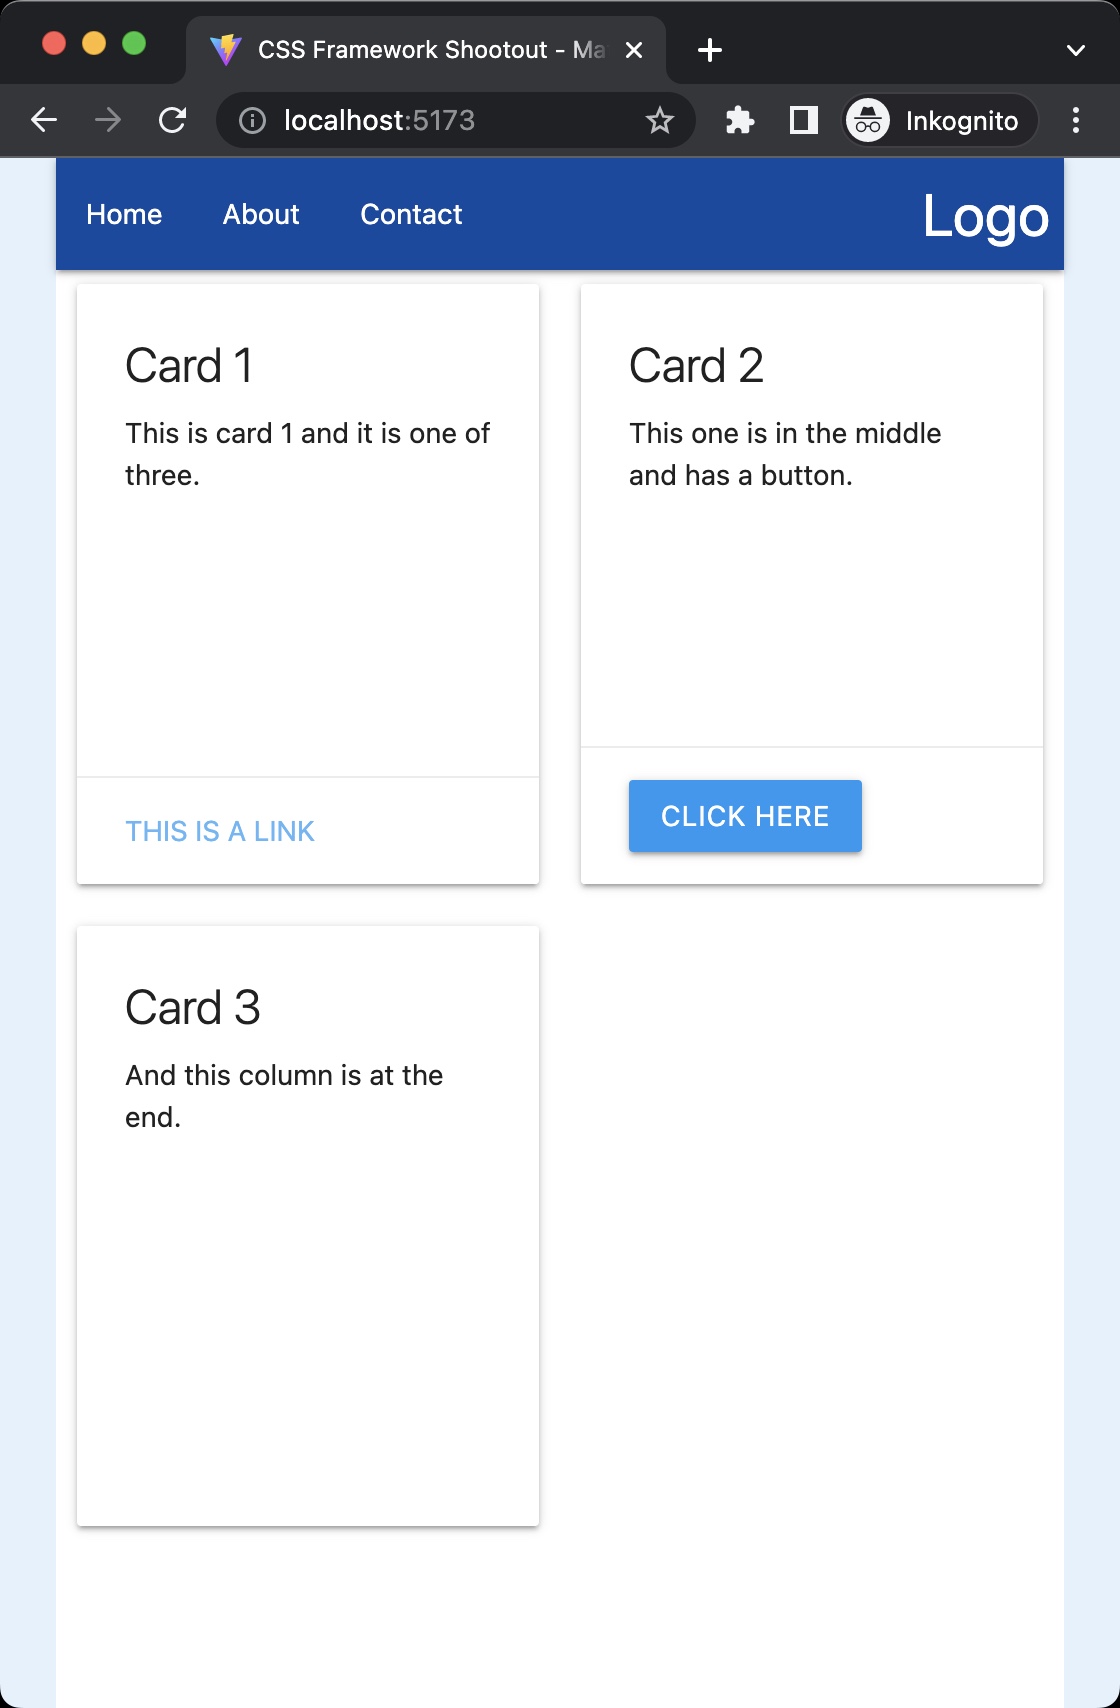 CSS Framework Shootout - Ma
localhost:5173
Inkognito
Home About Contact Logo
Card 1
This is card 1 and it is one of
three.
THIS IS A LINK
Card 2
This one is in the middle
and has a button.
CLICK HERE
Card 3
And this column is at the
end.